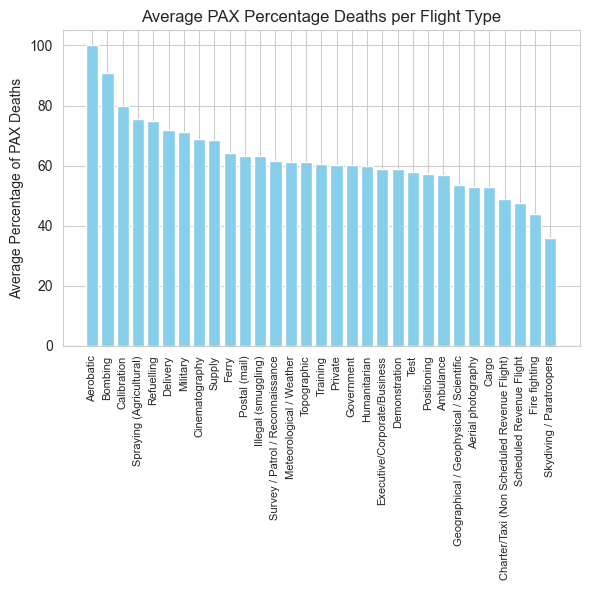 Average PAX Percentage Deaths per Flight Type
Average Percentage of PAX Deaths
100
80
60
40
20
0
Aerobatic
Bombing
Calibration
Spraying (Agricultural)
Refuelling
Delivery
Military
Cinematography
Supply
Ferry
Postal (mail)
Illegal (smuggling)
Survey / Patrol / Reconnaissance
Meteorological / Weather
Topographic
Training
Private
Government
Humanitarian
Executive/Corporate/Business
Demonstration
Test
Positioning
Ambulance
Geographical / Geophysical / Scientific
Aerial photography
Cargo
Charter/Taxi (Non Scheduled Revenue Flight)
Scheduled Revenue Flight
Fire fighting
Skydiving / Paratroopers